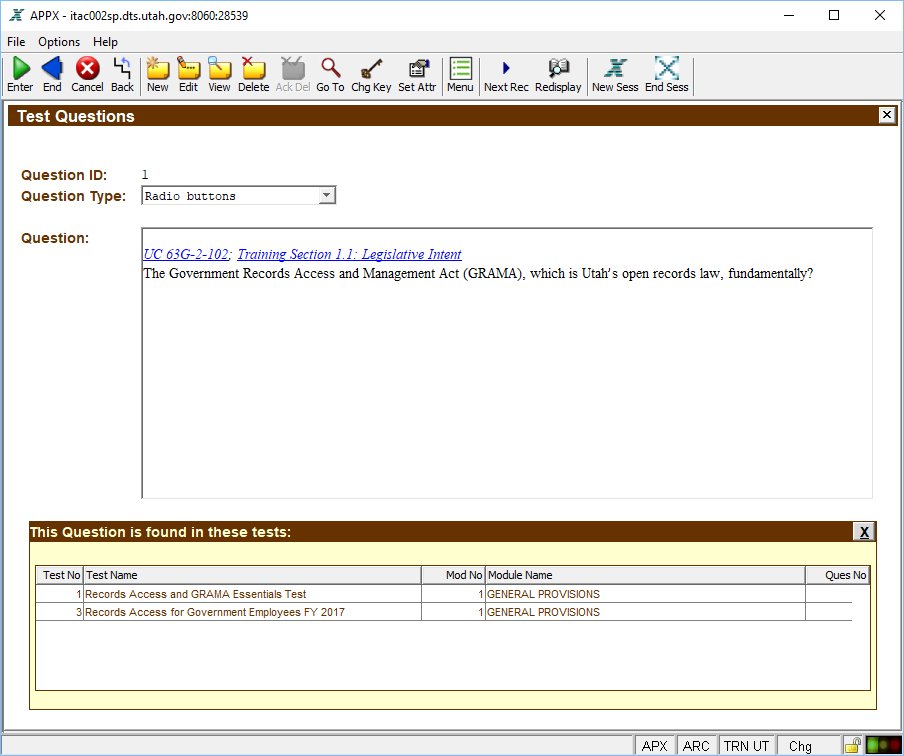 APPX - itac002sp.dts.utah.gov:8060:28539
File Options Help
Enter End Cancel Back New Edit View Delete Ack Del Go To Chg Key Set Attr Menu Next Rec Redisplay New Sess End Sess
Test Questions
Question ID: 1
Question Type: Radio buttons
Question:
UC 63G-2-102; Training Section 1.1: Legislative Intent
The Government Records Access and Management Act (GRAMA), which is Utah's open records law, fundamentally?
This Question is found in these tests: X
Test No Test Name Mod No Module Name Ques No
1 Records Access and GRAMA Essentials Test 1 GENERAL PROVISIONS
3 Records Access for Government Employees FY 2017 1 GENERAL PROVISIONS
APX ARC TRN UT Chg